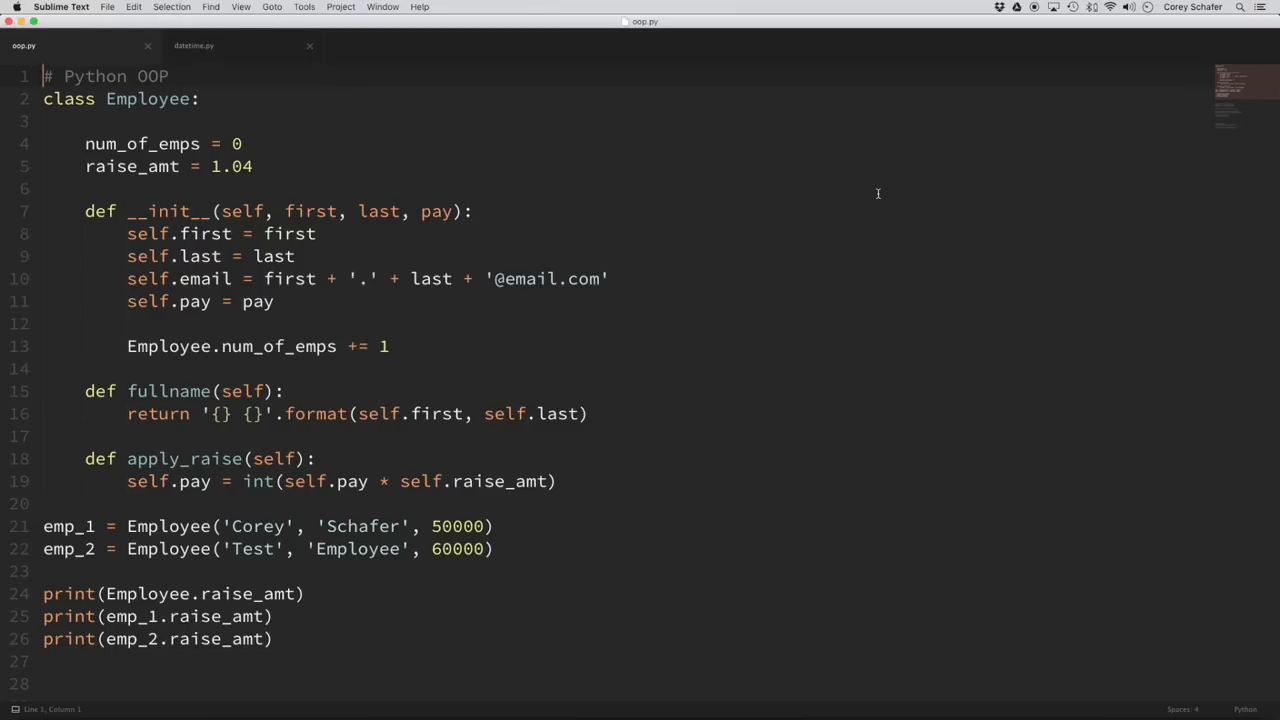 Sublime Text File Edit Selection Find View Goto Tools Project Window Help Corey Schafer
oop.py
oop.py datetime.py
1 # Python OOP
2 class Employee:
3
4 num_of_emps = 0
5 raise_amt = 1.04
6
7 def __init__(self, first, last, pay):
8 self.first = first
9 self.last = last
10 self.email = first + '.' + last + '@email.com'
11 self.pay = pay
12
13 Employee.num_of_emps += 1
14
15 def fullname(self):
16 return '{} {}'.format(self.first, self.last)
17
18 def apply_raise(self):
19 self.pay = int(self.pay * self.raise_amt)
20
21 emp_1 = Employee('Corey', 'Schafer', 50000)
22 emp_2 = Employee('Test', 'Employee', 60000)
23
24 print(Employee.raise_amt)
25 print(emp_1.raise_amt)
26 print(emp_2.raise_amt)
27
28
Line 1, Column 1 Spaces: 4 Python